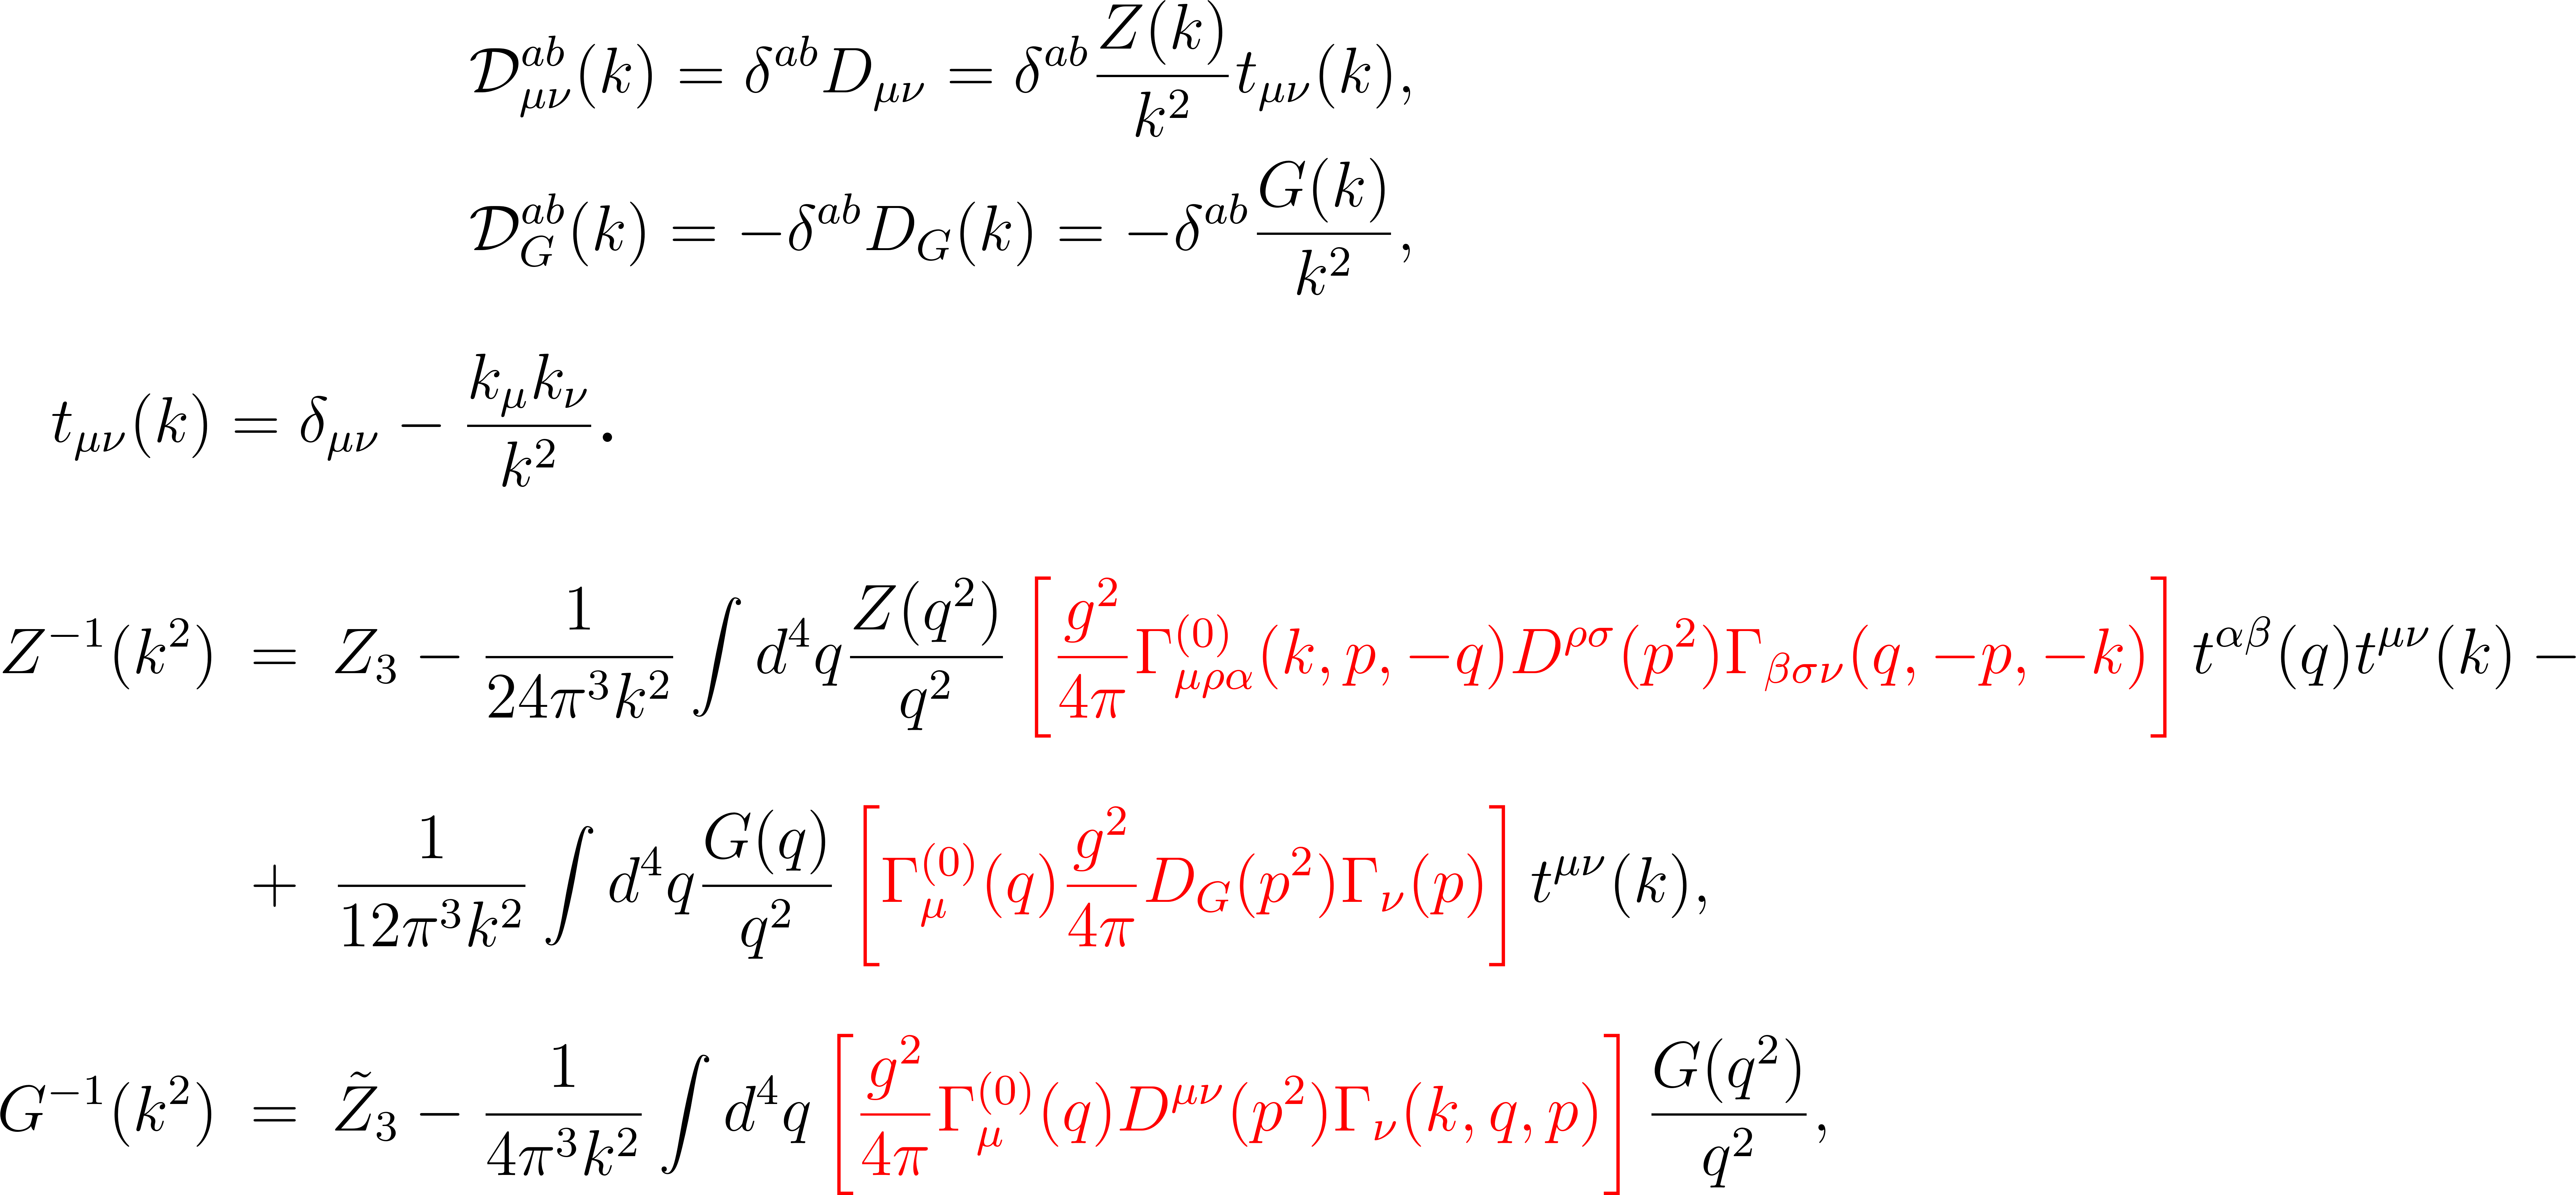 $\mathcal{D}^{ab}_{\mu\nu}(k) = \delta^{ab} D_{\mu\nu} = \delta^{ab} \frac{Z(k)}{k^2} t_{\mu\nu}(k),$
$\mathcal{D}^{ab}_{G}(k) = -\delta^{ab} D_G(k) = -\delta^{ab} \frac{G(k)}{k^2},$
$t_{\mu\nu}(k) = \delta_{\mu\nu} - \frac{k_\mu k_\nu}{k^2}.$
$Z^{-1}(k^2) = Z_3 - \frac{1}{24\pi^3 k^2} \int d^4q \frac{Z(q^2)}{q^2} \left[ \frac{g^2}{4\pi} \Gamma^{(0)}_{\mu\rho\alpha}(k, p, -q) D^{\rho\sigma}(p^2) \Gamma_{\beta\sigma\nu}(q, -p, -k) \right] t^{\alpha\beta}(q) t^{\mu\nu}(k) -$
$+ \frac{1}{12\pi^3 k^2} \int d^4q \frac{G(q)}{q^2} \left[ \Gamma^{(0)}_{\mu}(q) \frac{g^2}{4\pi} D_G(p^2) \Gamma_\nu(p) \right] t^{\mu\nu}(k),$
$G^{-1}(k^2) = \tilde{Z}_3 - \frac{1}{4\pi^3 k^2} \int d^4q \left[ \frac{g^2}{4\pi} \Gamma^{(0)}_{\mu}(q) D^{\mu\nu}(p^2) \Gamma_\nu(k, q, p) \right] \frac{G(q^2)}{q^2},$